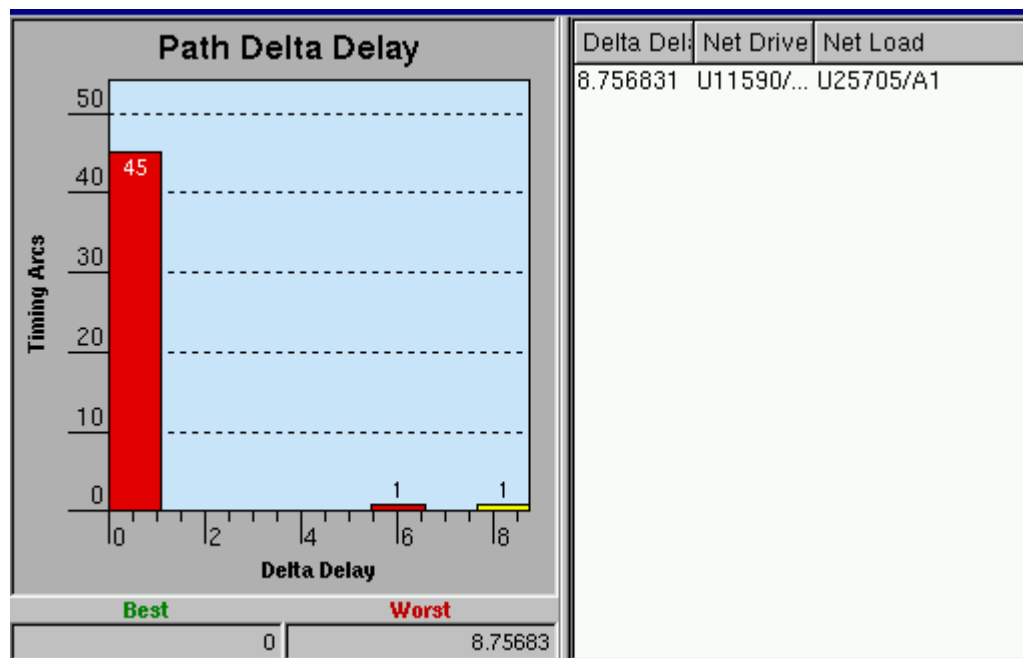 Path Delta Delay
50
40
30
20
10
0
Timing Arcs
45
1
1
0
2
4
6
8
Delta Delay
Best
Worst
0
8.75683
Delta Del
Net Drive
Net Load
8.756831 U11590/... U25705/A1